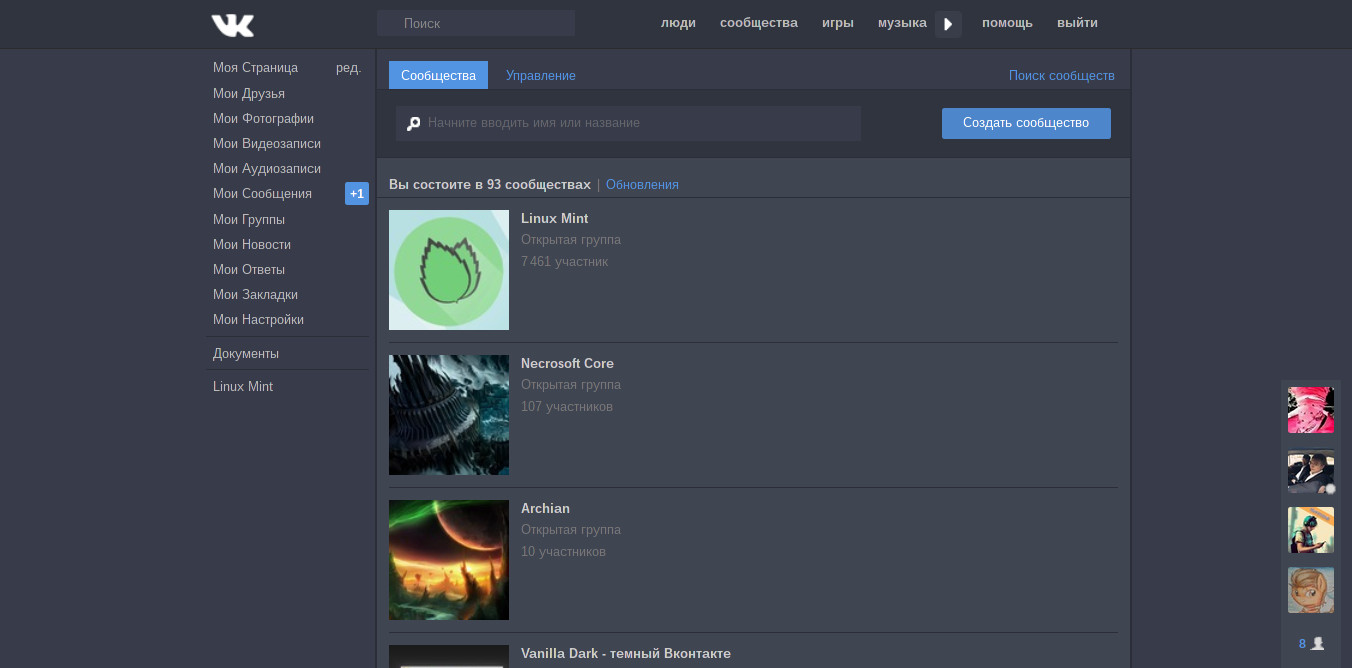 Поиск
люди сообщества игры музыка помощь выйти
Моя Страница ред.
Мои Друзья
Мои Фотографии
Мои Видеозаписи
Мои Аудиозаписи
Мои Сообщения +1
Мои Группы
Мои Новости
Мои Ответы
Мои Закладки
Мои Настройки
Документы
Linux Mint
Сообщества Управление Поиск сообществ
Начните вводить имя или название Создать сообщество
Вы состоите в 93 сообществах | Обновления
Linux Mint
Открытая группа
7 461 участник
Necrosoft Core
Открытая группа
107 участников
Archian
Открытая группа
10 участников
Vanilla Dark - темный Вконтакте
8